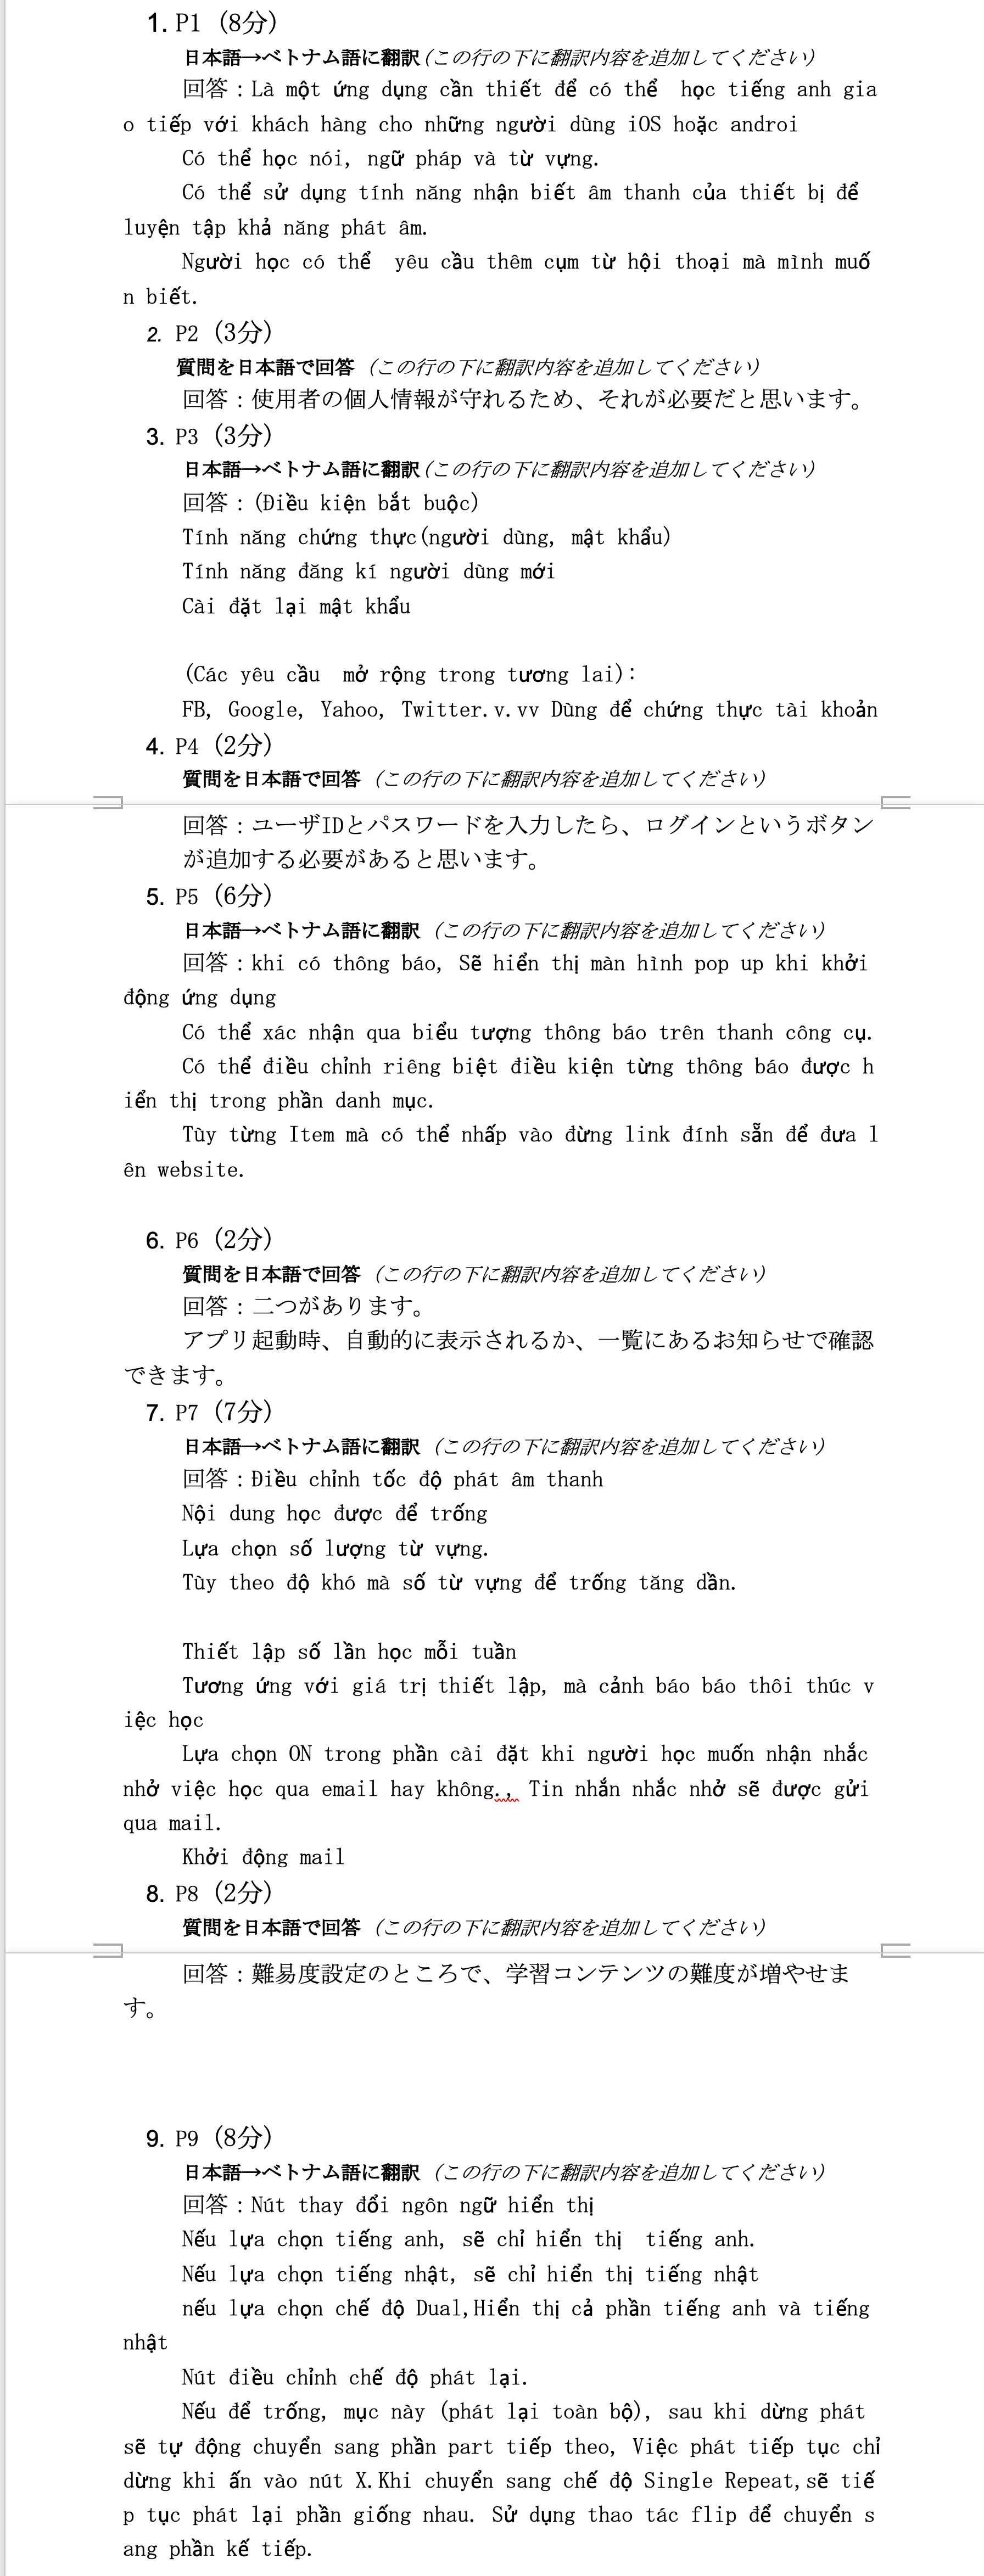 1. P1 (8分)
日本語→ベトナム語に翻訳(この行の下に翻訳内容を追加してください)
回答：Là một ứng dụng cần thiết để có thể  học tiếng anh gia
o tiếp với khách hàng cho những người dùng iOS hoặc androi
Có thể học nói, ngữ pháp và từ vựng.
Có thể sử dụng tính năng nhận biết âm thanh của thiết bị để
luyện tập khả năng phát âm.
Người học có thể  yêu cầu thêm cụm từ hội thoại mà mình muố
n biết.
2. P2 (3分)
質問を日本語で回答 (この行の下に翻訳内容を追加してください)
回答：使用者の個人情報が守れるため、それが必要だと思います。
3. P3 (3分)
日本語→ベトナム語に翻訳(この行の下に翻訳内容を追加してください)
回答：(Điều kiện bắt buộc)
Tính năng chứng thực(người dùng, mật khẩu)
Tính năng đăng kí người dùng mới
Cài đặt lại mật khẩu
(Các yêu cầu  mở rộng trong tương lai):
FB, Google, Yahoo, Twitter.v.vv Dùng để chứng thực tài khoản
4. P4 (2分)
質問を日本語で回答 (この行の下に翻訳内容を追加してください)
回答：ユーザIDとパスワードを入力したら、ログインというボタン
が追加する必要があると思います。
5. P5 (6分)
日本語→ベトナム語に翻訳 (この行の下に翻訳内容を追加してください)
回答：khi có thông báo, Sẽ hiển thị màn hình pop up khi khởi
động ứng dụng
Có thể xác nhận qua biểu tượng thông báo trên thanh công cụ.
Có thể điều chỉnh riêng biệt điều kiện từng thông báo được h
iển thị trong phần danh mục.
Tùy từng Item mà có thể nhấp vào đừng link đính sẵn để đưa l
ên website.
6. P6 (2分)
質問を日本語で回答 (この行の下に翻訳内容を追加してください)
回答：二つがあります。
アプリ起動時、自動的に表示されるか、一覧にあるお知らせで確認
できます。
7. P7 (7分)
日本語→ベトナム語に翻訳 (この行の下に翻訳内容を追加してください)
回答：Điều chỉnh tốc độ phát âm thanh
Nội dung học được để trống
Lựa chọn số lượng từ vựng.
Tùy theo độ khó mà số từ vựng để trống tăng dần.
Thiết lập số lần học mỗi tuần
Tương ứng với giá trị thiết lập, mà cảnh báo báo thôi thúc v
iệc học
Lựa chọn ON trong phần cài đặt khi người học muốn nhận nhắc
nhở việc học qua email hay không., Tin nhắn nhắc nhở sẽ được gửi
qua mail.
Khởi động mail
8. P8 (2分)
質問を日本語で回答 (この行の下に翻訳内容を追加してください)
回答：難易度設定のところで、学習コンテンツの難度が増やせま
す。
9. P9 (8分)
日本語→ベトナム語に翻訳 (この行の下に翻訳内容を追加してください)
回答：Nút thay đổi ngôn ngữ hiển thị
Nếu lựa chọn tiếng anh, sẽ chỉ hiển thị  tiếng anh.
Nếu lựa chọn tiếng nhật, sẽ chỉ hiển thị tiếng nhật
nếu lựa chọn chế độ Dual,Hiển thị cả phần tiếng anh và tiếng
nhật
Nút điều chỉnh chế độ phát lại.
Nếu để trống, mục này (phát lại toàn bộ), sau khi dừng phát
sẽ tự động chuyển sang phần part tiếp theo, Việc phát tiếp tục chỉ
dừng khi ấn vào nút X.Khi chuyển sang chế độ Single Repeat,sẽ tiế
p tục phát lại phần giống nhau. Sử dụng thao tác flip để chuyển s
ang phần kế tiếp.